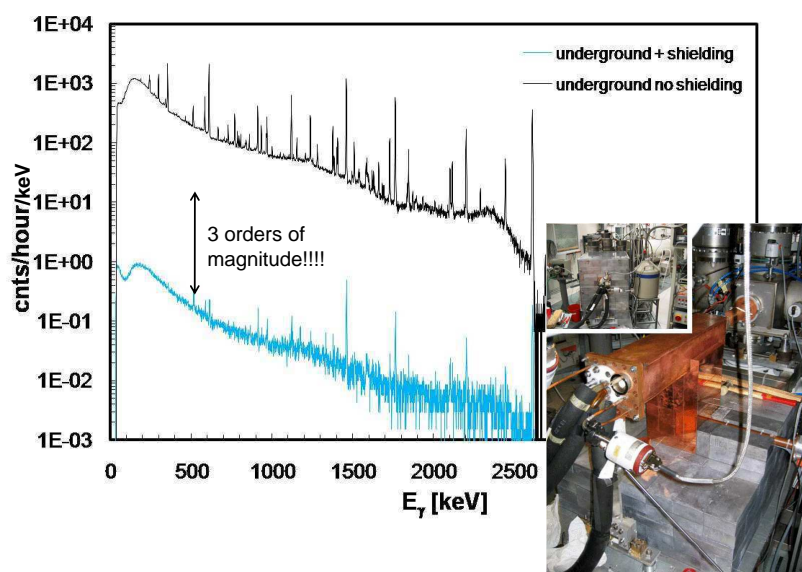 1E+04
1E+03
1E+02
1E+01
1E+00
1E-01
1E-02
1E-03
cnts/hour/keV
underground + shielding
underground no shielding
3 orders of
magnitude!!!!
0 500 1000 1500 2000 2500
Eγ [keV]